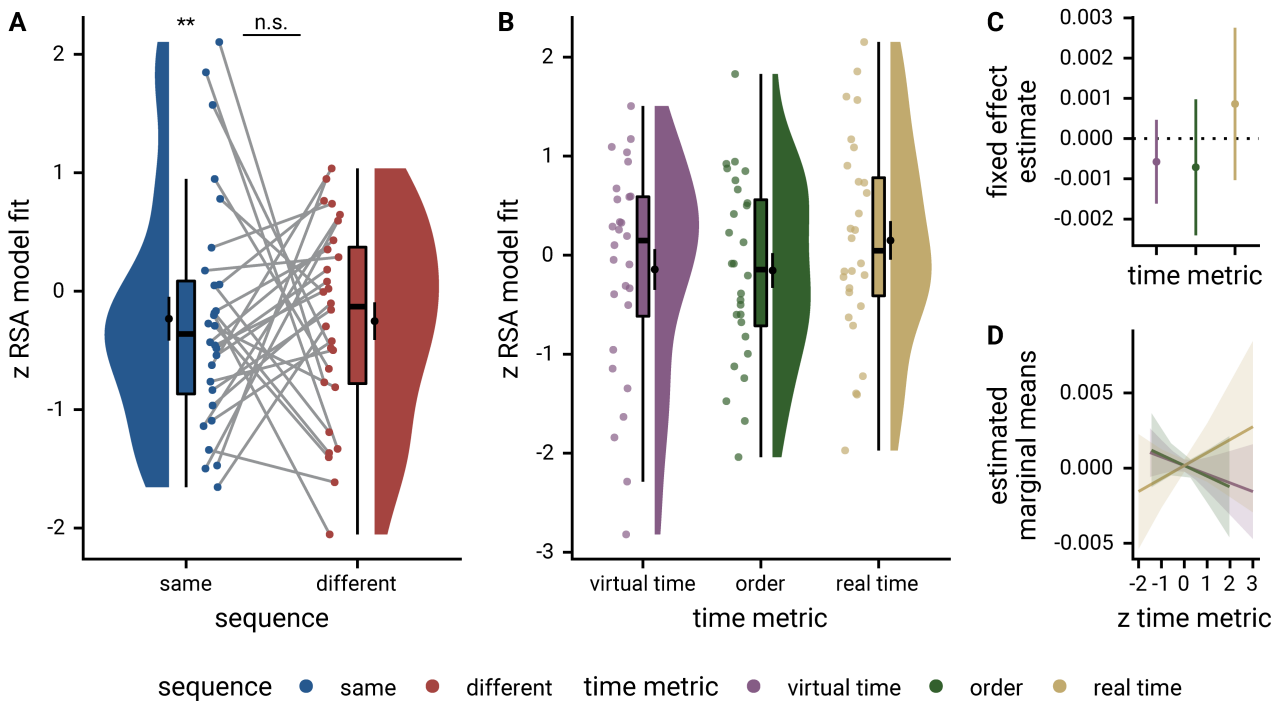 A
**
n.s.
2
1
0
-1
-2
z RSA model fit
same
different
sequence
B
2
1
0
-1
-2
-3
z RSA model fit
virtual time
order
real time
time metric
C
0.003
0.002
0.001
0.000
-0.001
-0.002
fixed effect
estimate
time metric
D
0.005
0.000
-0.005
estimated
marginal means
-2 -1 0 1 2 3
z time metric
sequence same different time metric virtual time order real time